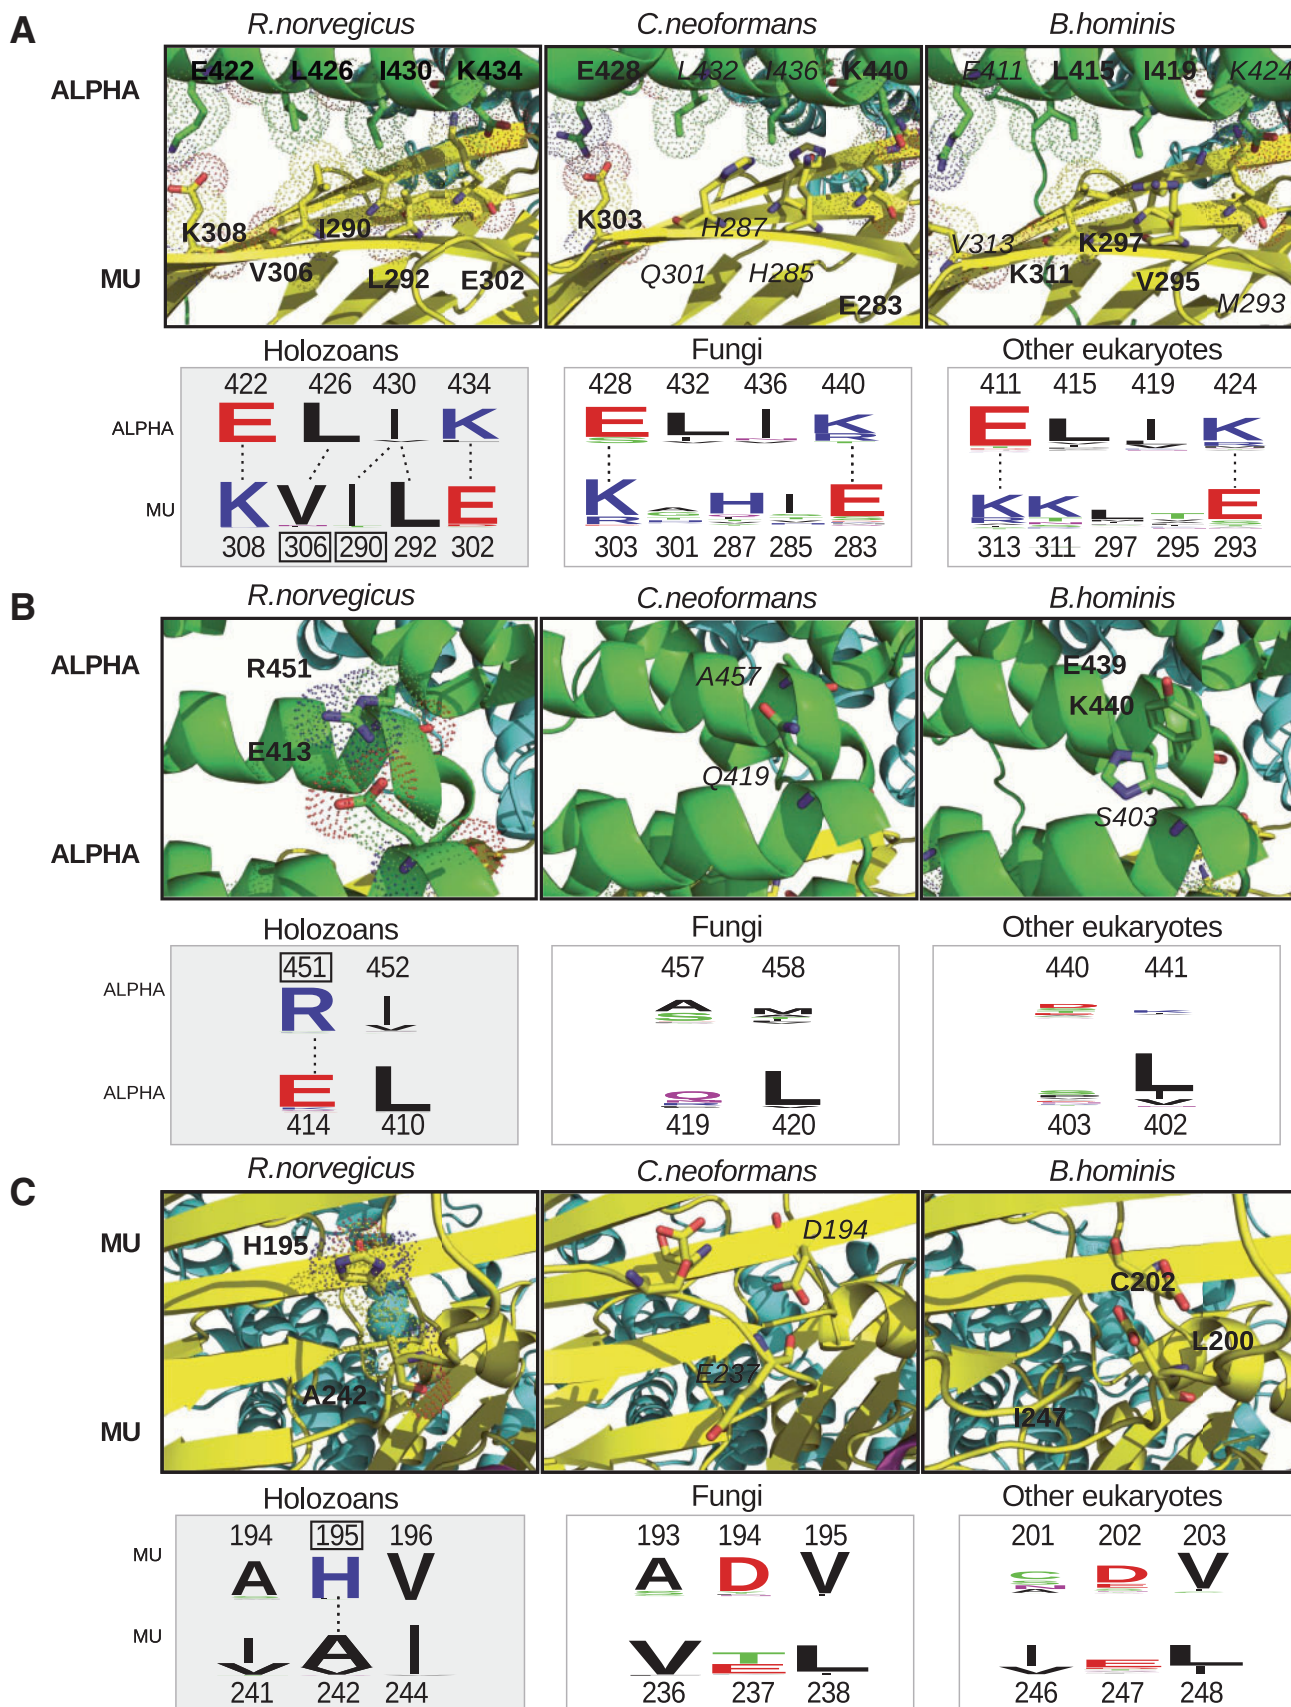 A
R.norvegicus C.neoformans B.hominis
ALPHA
E422 L426 I430 K434 E428 L432 I436 K440 E411 L415 I419 K424
K308 I290 K303 H287 V313 K297
MU V306 L292 E302 Q301 H285 E283 K311 V295 M293
Holozoans Fungi Other eukaryotes
422 426 430 434 428 432 436 440 411 415 419 424
ALPHA E L I K E L I K E L I K
MU K V I L E K A H I E K K L T E
308 306 290 292 302 303 301 287 285 283 313 311 297 295 293
B
R.norvegicus C.neoformans B.hominis
ALPHA R451 A457 E439
K440
E413 Q419 S403
ALPHA
Holozoans Fungi Other eukaryotes
451 452 457 458 440 441
ALPHA R I A M D K
ALPHA E L Q L S L
414 410 419 420 403 402
C
R.norvegicus C.neoformans B.hominis
MU H195 D194 C202
L200
A242 E237 I247
MU
Holozoans Fungi Other eukaryotes
194 195 196 193 194 195 201 202 203
MU A H V A D V C D V
MU I A I V T L I E L
241 242 244 236 237 238 246 247 248